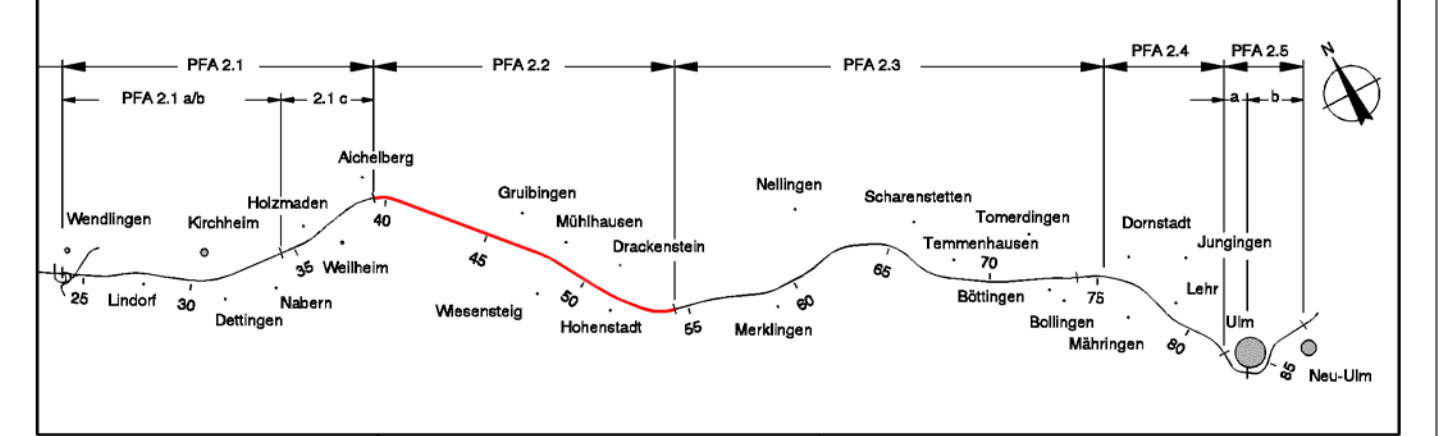 PFA 2.1
PFA 2.2
PFA 2.3
PFA 2.4
PFA 2.5
N
PFA 2.1 a/b
2.1 c
a
b
Aichelberg
Wendlingen
Kirchheim
Holzmaden
Weilheim
Lindorf
Dettingen
Nabern
Gruibingen
Mühlhausen
Drackenstein
Wiesensteig
Hohenstadt
Nellingen
Merklingen
Scharenstetten
Tomerdingen
Temmenhausen
Böttingen
Bollingen
Mähringen
Dornstadt
Jungingen
Lehr
Ulm
Neu-Ulm
25
30
35
40
45
50
55
60
65
70
75
80
85